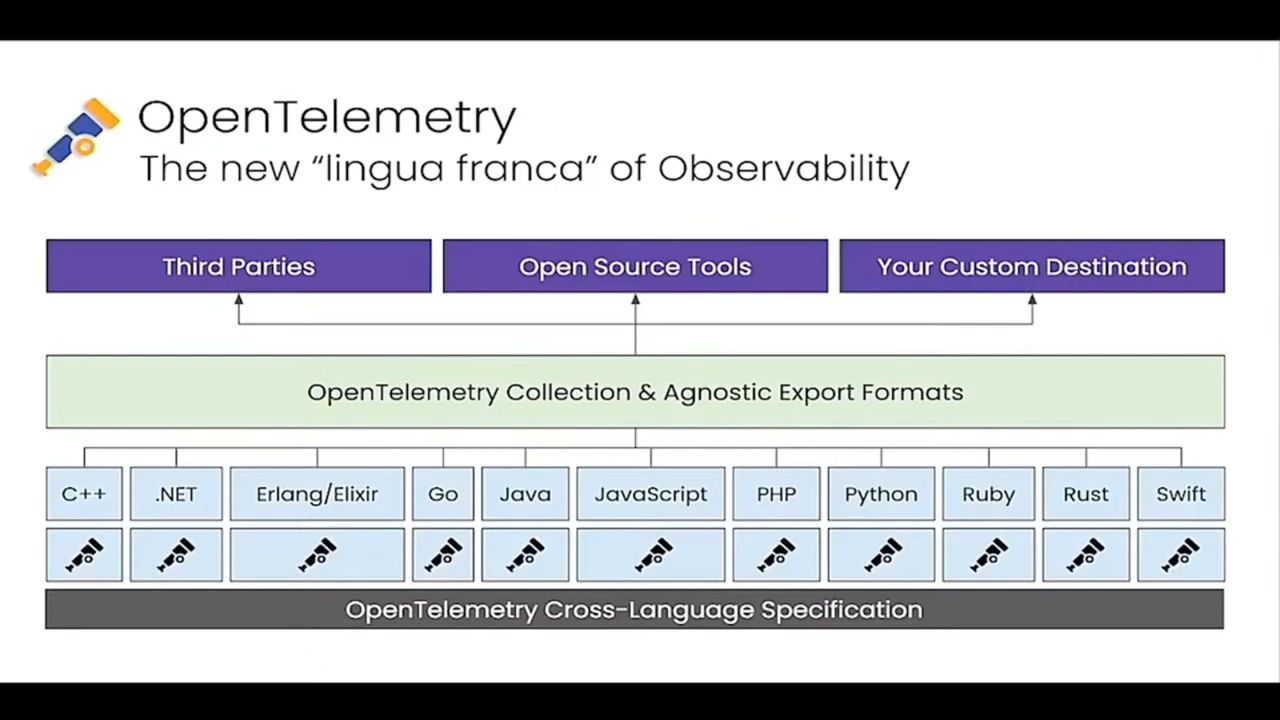 OpenTelemetry
The new “lingua franca” of Observability
Third Parties
Open Source Tools
Your Custom Destination
OpenTelemetry Collection & Agnostic Export Formats
C++
.NET
Erlang/Elixir
Go
Java
JavaScript
PHP
Python
Ruby
Rust
Swift
OpenTelemetry Cross-Language Specification